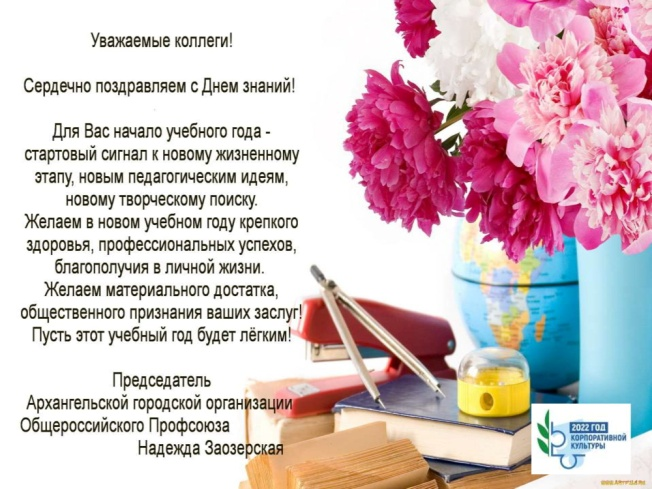 Уважаемые коллеги!
Сердечно поздравляем с Днем знаний!
Для Вас начало учебного года -
стартовый сигнал к новому жизненному
этапу, новым педагогическим идеям,
новому творческому поиску.
Желаем в новом учебном году крепкого
здоровья, профессиональных успехов,
благополучия в личной жизни.
Желаем материального достатка,
общественного признания ваших заслуг!
Пусть этот учебный год будет лёгким!
Председатель
Архангельской городской организации
Общероссийского Профсоюза
Надежда Заозерская
2022 ГОД
КОРПОРАТИВНОЙ
КУЛЬТУРЫ